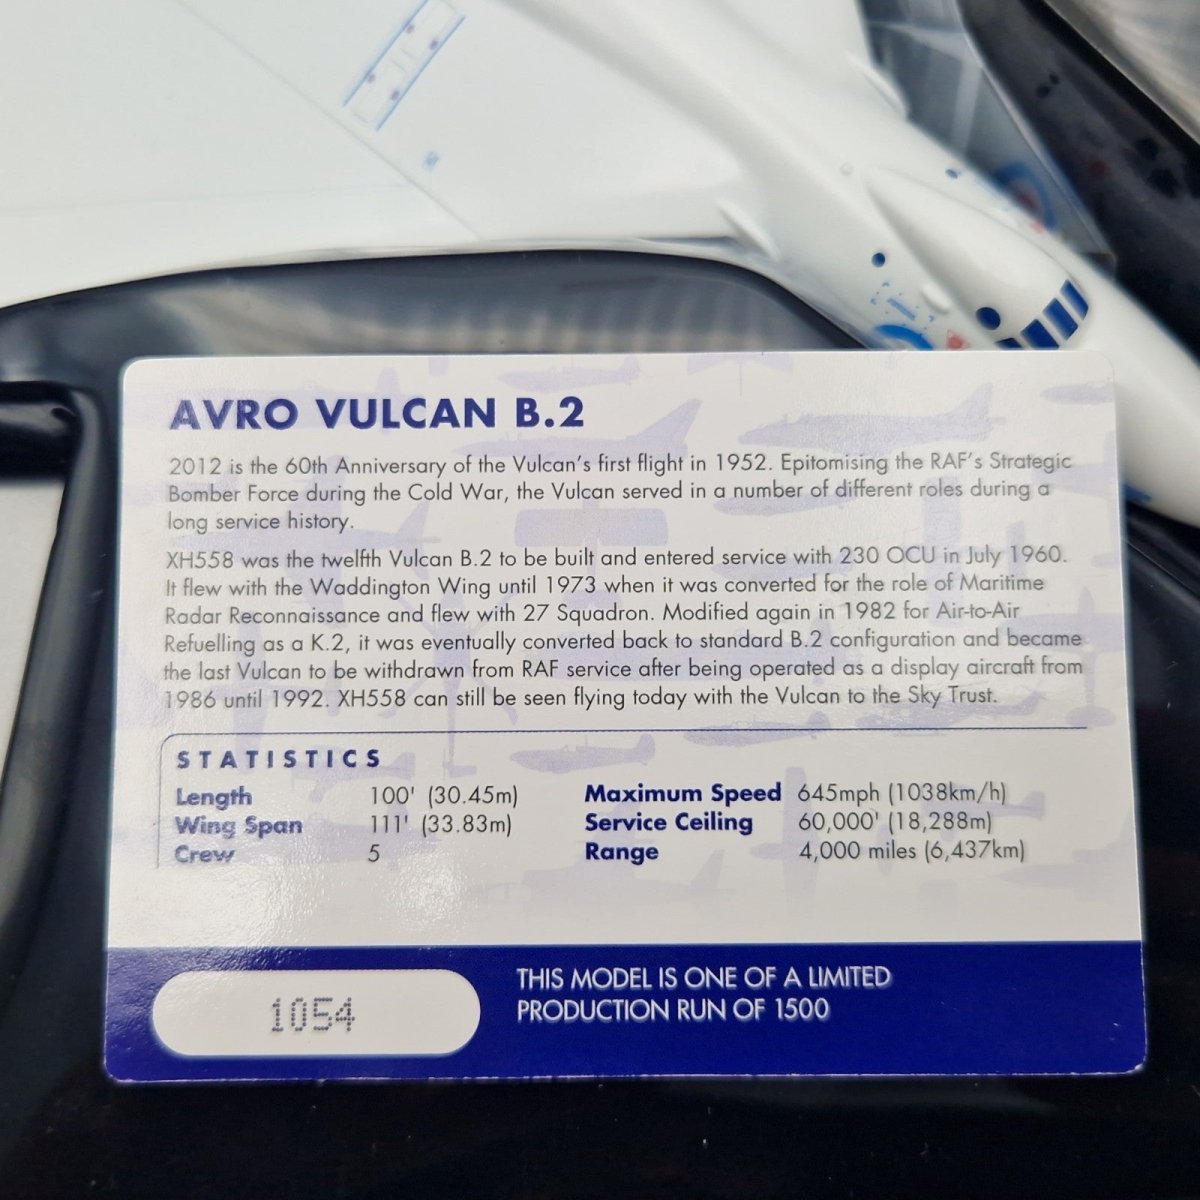 AVRO VULCAN B.2
2012 is the 60th Anniversary of the Vulcan's first flight in 1952. Epitomising the RAF's Strategic
Bomber Force during the Cold War, the Vulcan served in a number of different roles during a
long service history.
XH558 was the twelfth Vulcan B.2 to be built and entered service with 230 OCU in July 1960.
It flew with the Waddington Wing until 1973 when it was converted for the role of Maritime
Radar Reconnaissance and flew with 27 Squadron. Modified again in 1982 for Air-to-Air
Refuelling as a K.2, it was eventually converted back to standard B.2 configuration and became
the last Vulcan to be withdrawn from RAF service after being operated as a display aircraft from
1986 until 1992. XH558 can still be seen flying today with the Vulcan to the Sky Trust.
STATISTICS
Length 100' (30.45m) Maximum Speed 645mph (1038km/h)
Wing Span 111' (33.83m) Service Ceiling 60,000' (18,288m)
Crew 5 Range 4,000 miles (6,437km)
THIS MODEL IS ONE OF A LIMITED
PRODUCTION RUN OF 1500
1054